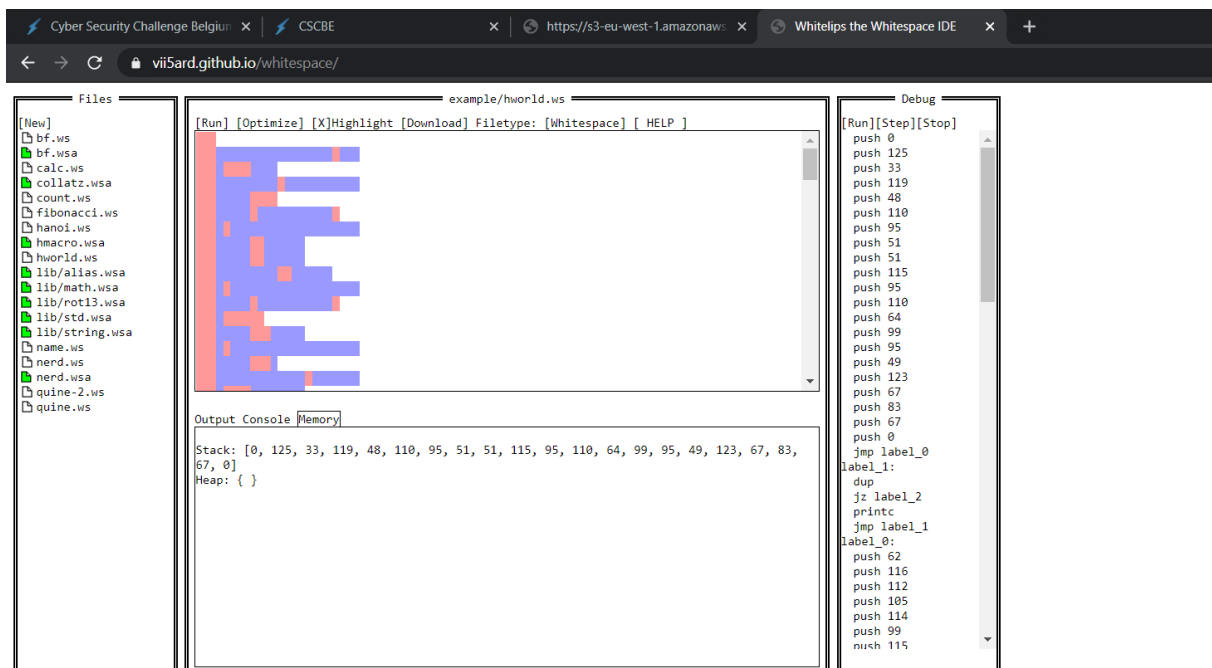 Cyber Security Challenge Belgiun
CSCBE
https://s3-eu-west-1.amazonaws
Whitelips the Whitespace IDE
vii5ard.github.io/whitespace/
Files
[New]
bf.ws
bf.wsa
calc.ws
collatz.wsa
count.ws
fibonacci.ws
hanoi.ws
hmacro.wsa
hworld.ws
lib/alias.wsa
lib/math.wsa
lib/rot13.wsa
lib/std.wsa
lib/string.wsa
name.ws
nerd.ws
nerd.wsa
quine-2.ws
quine.ws
example/hworld.ws
[Run] [Optimize] [X]Highlight [Download] Filetype: [Whitespace] [ HELP ]
Output Console Memory
Stack: [0, 125, 33, 119, 48, 110, 95, 51, 51, 115, 95, 110, 64, 99, 95, 49, 123, 67, 83,
67, 0]
Heap: { }
Debug
[Run][Step][Stop]
push 0
push 125
push 33
push 119
push 48
push 110
push 95
push 51
push 51
push 115
push 95
push 110
push 64
push 99
push 95
push 49
push 123
push 67
push 83
push 67
push 0
jmp label_0
label_1:
dup
jz label_2
printc
jmp label_1
label_0:
push 62
push 116
push 112
push 105
push 114
push 99
push 115